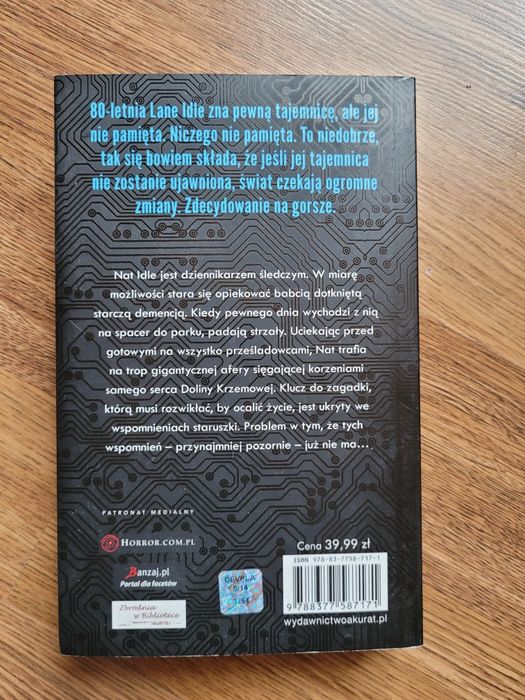 80-letnia Lane Idle zna pewną tajemnicę, ale jej
nie pamięta. Niczego nie pamięta. To niedobrze,
tak się bowiem składa, że jeśli jej tajemnica
nie zostanie ujawniona, świat czekają ogromne
zmiany. Zdecydowanie na gorsze.
Nat Idle jest dziennikarzem śledczym. W miarę
możliwości stara się opiekować babcią dotkniętą
starczą demencją. Kiedy pewnego dnia wychodzi z nią
na spacer do parku, padają strzały. Uciekając przed
gotowymi na wszystko prześladowcami, Nat trafia
na trop gigantycznej afery sięgającej korzeniami
samego serca Doliny Krzemowej. Klucz do zagadki,
którą musi rozwikłać, by ocalić życie, jest ukryty we
wspomnieniach staruszki. Problem w tym, że tych
wspomnień – przynajmniej pozornie – już nie ma...
PATRONAT MEDIALNY
HORROR.COM.PL
Banzaj.pl
Portal dla facetów
Zbrodnia
w Bibliotece
5/14
Cena 39,99 zł
ISBN 978-83-7758-717-1
9 788377 587171
wydawnictwoakurat.pl